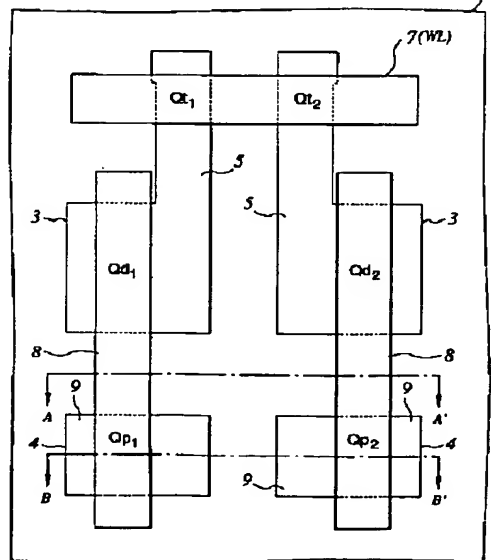 7(WL)
Qt1 Qt2
5
3 5 3
Qd1 Qd2
8 8
9 A A' 9
4 Qp1 Qp2 4
B 9 B'